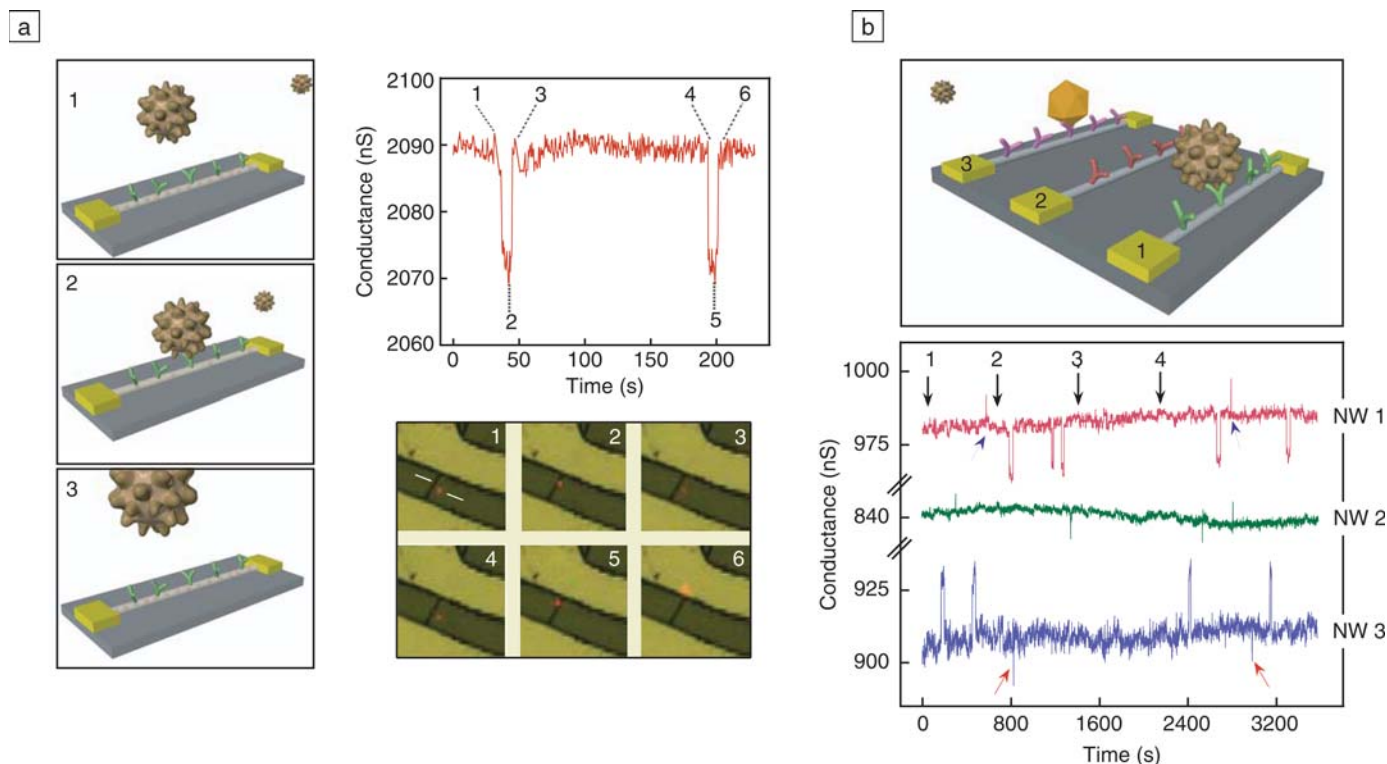 a
1
2
3
2100
2090
2080
2070
2060
Conductance (nS)
1 3 4 6
2 5
0 50 100 150 200
Time (s)
1 2 3
4 5 6
b
3
2
1
1000
975
840
925
900
Conductance (nS)
1 2 3 4
NW 1
NW 2
NW 3
0 800 1600 2400 3200
Time (s)